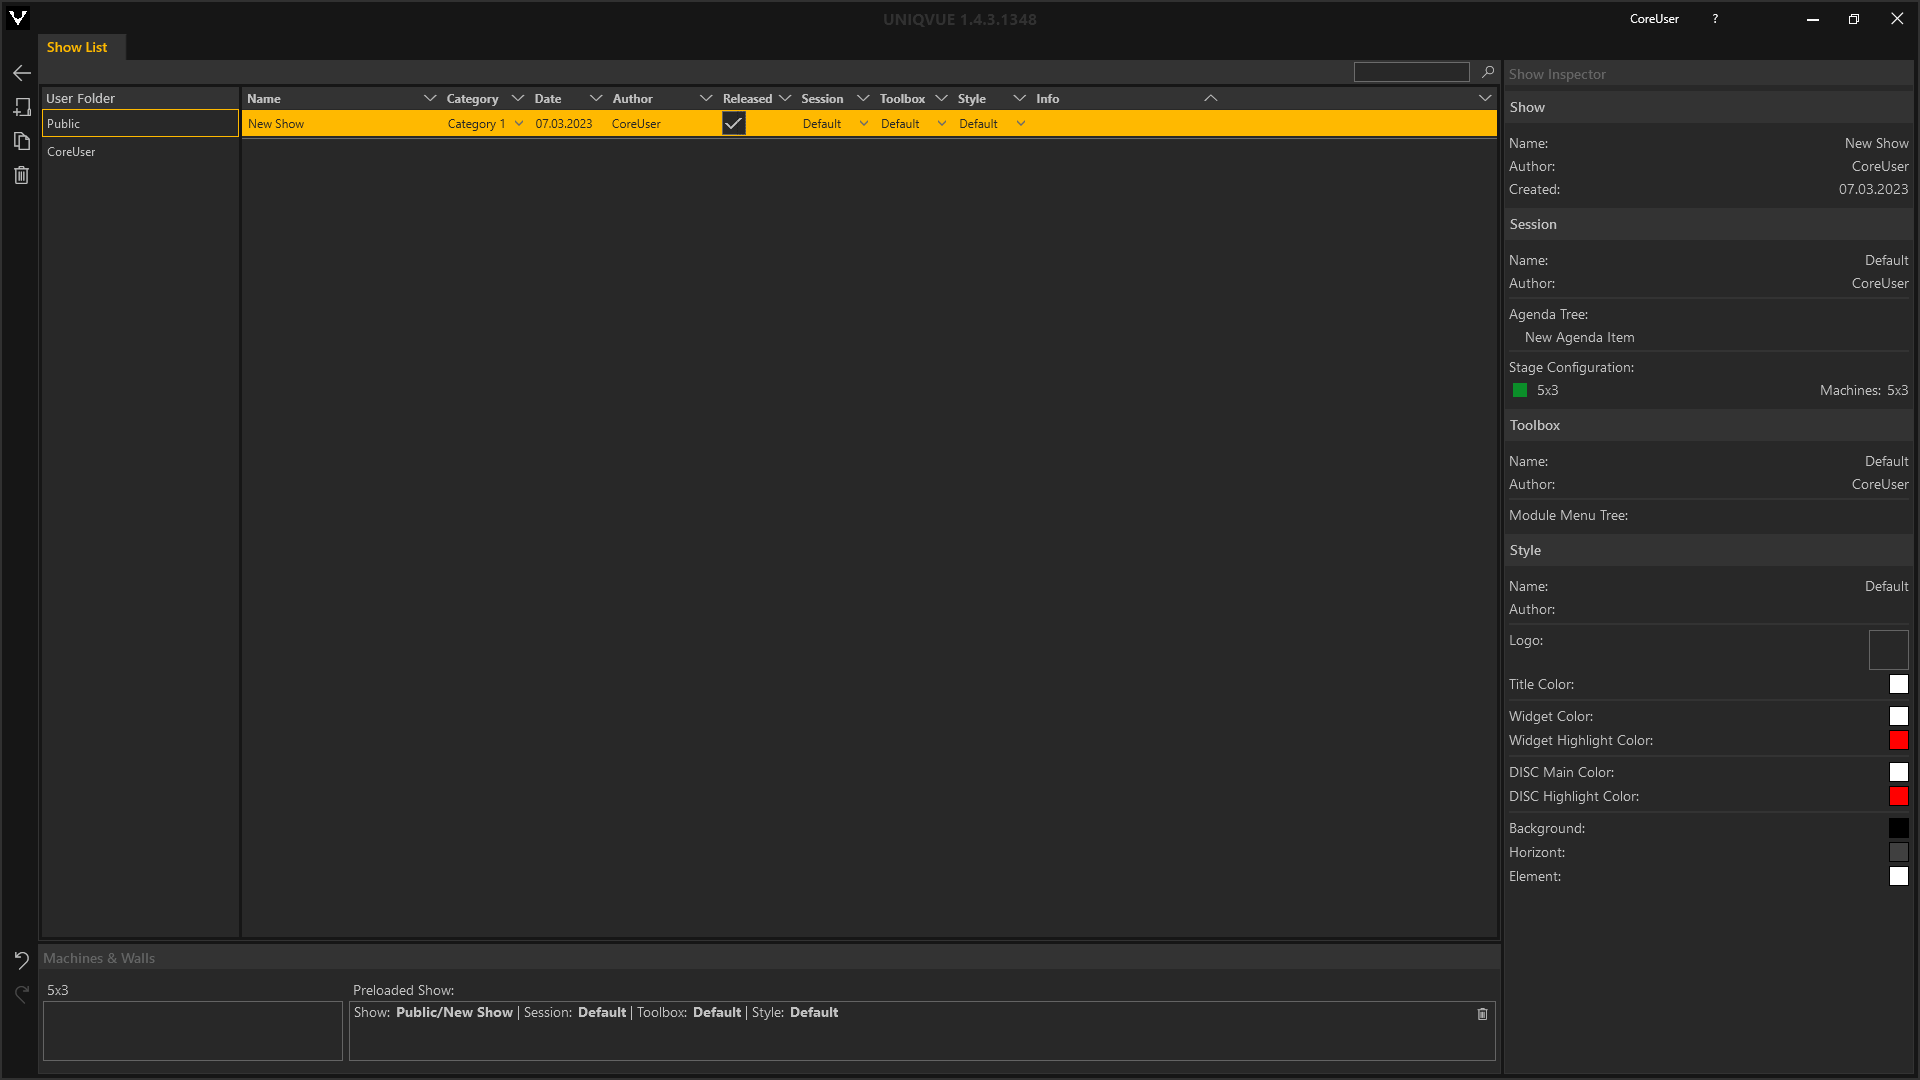 UNIQVUE 1.4.3.1348
CoreUser ?
Show List
User Folder
Public
CoreUser
Name Category Date Author Released Session Toolbox Style Info
New Show Category 1 07.03.2023 CoreUser Default Default Default
Show Inspector
Show
Name: New Show
Author: CoreUser
Created: 07.03.2023
Session
Name: Default
Author: CoreUser
Agenda Tree:
New Agenda Item
Stage Configuration:
5x3 Machines: 5x3
Toolbox
Name: Default
Author: CoreUser
Module Menu Tree:
Style
Name: Default
Author:
Logo:
Title Color:
Widget Color:
Widget Highlight Color:
DISC Main Color:
DISC Highlight Color:
Background:
Horizont:
Element:
Machines & Walls
5x3
Preloaded Show:
Show: Public/New Show | Session: Default | Toolbox: Default | Style: Default